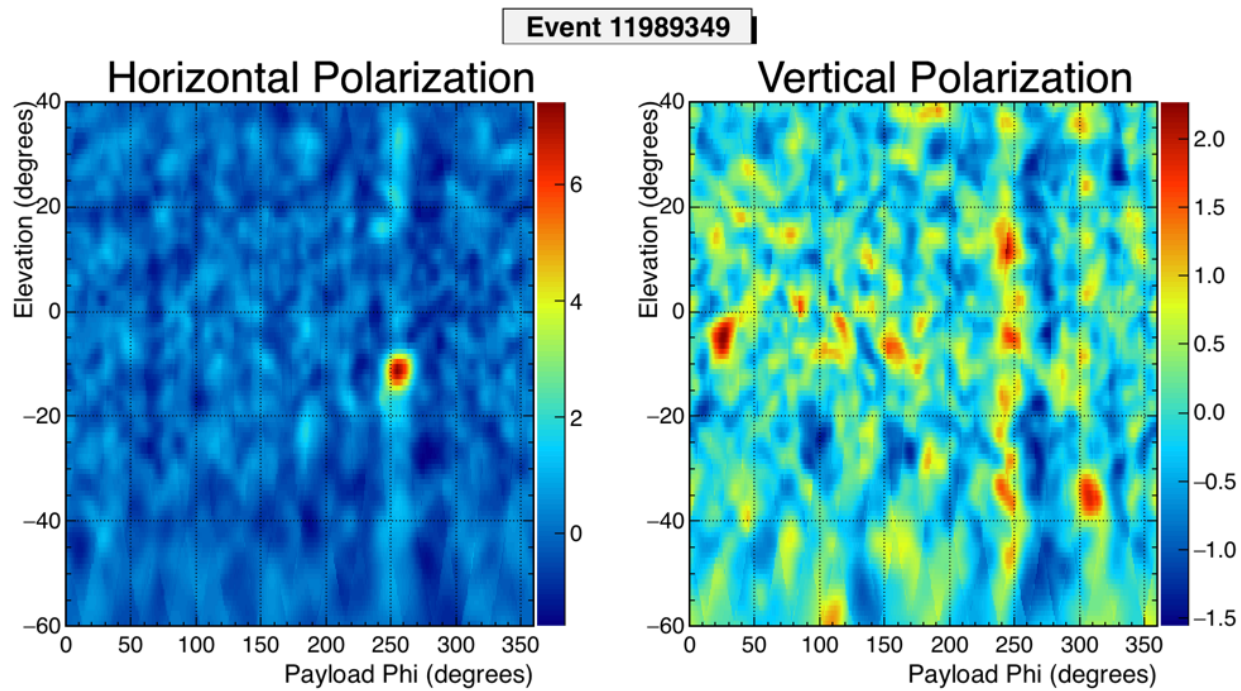 Event 11989349
Horizontal Polarization
Elevation (degrees)
40
20
0
−20
−40
−60
0 50 100 150 200 250 300 350
Payload Phi (degrees)
6
4
2
0
Vertical Polarization
Elevation (degrees)
40
20
0
−20
−40
−60
0 50 100 150 200 250 300 350
Payload Phi (degrees)
2.0
1.5
1.0
0.5
0.0
−0.5
−1.0
−1.5